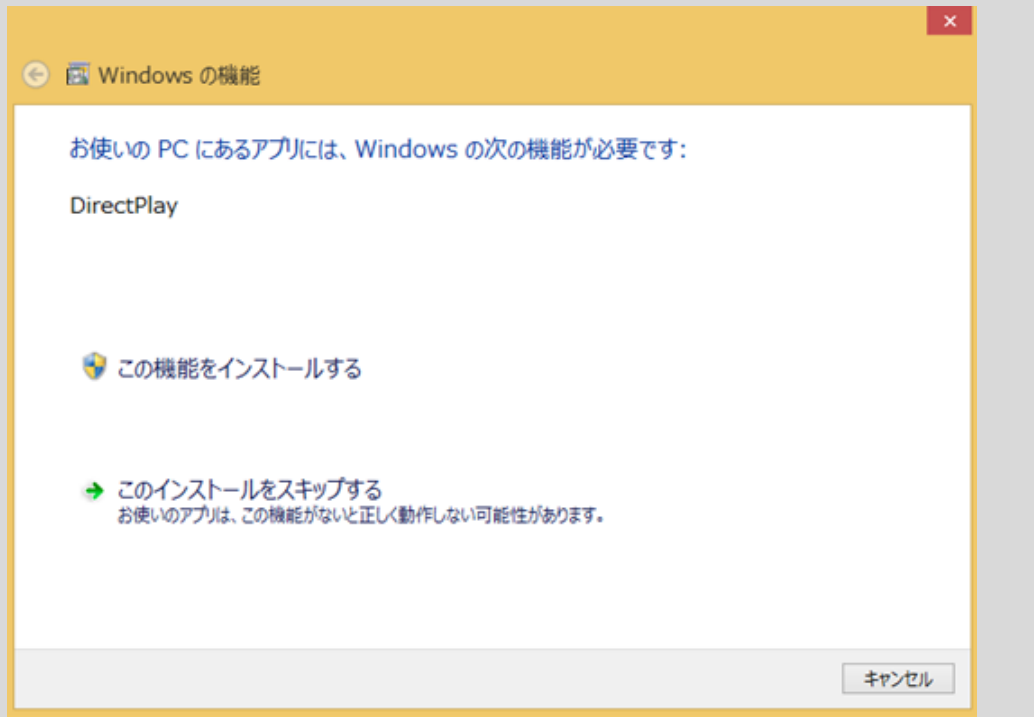 Windows の機能
お使いの PC にあるアプリには、Windows の次の機能が必要です:
DirectPlay
この機能をインストールする
このインストールをスキップする
お使いのアプリは、この機能がないと正しく動作しない可能性があります。
キャンセル